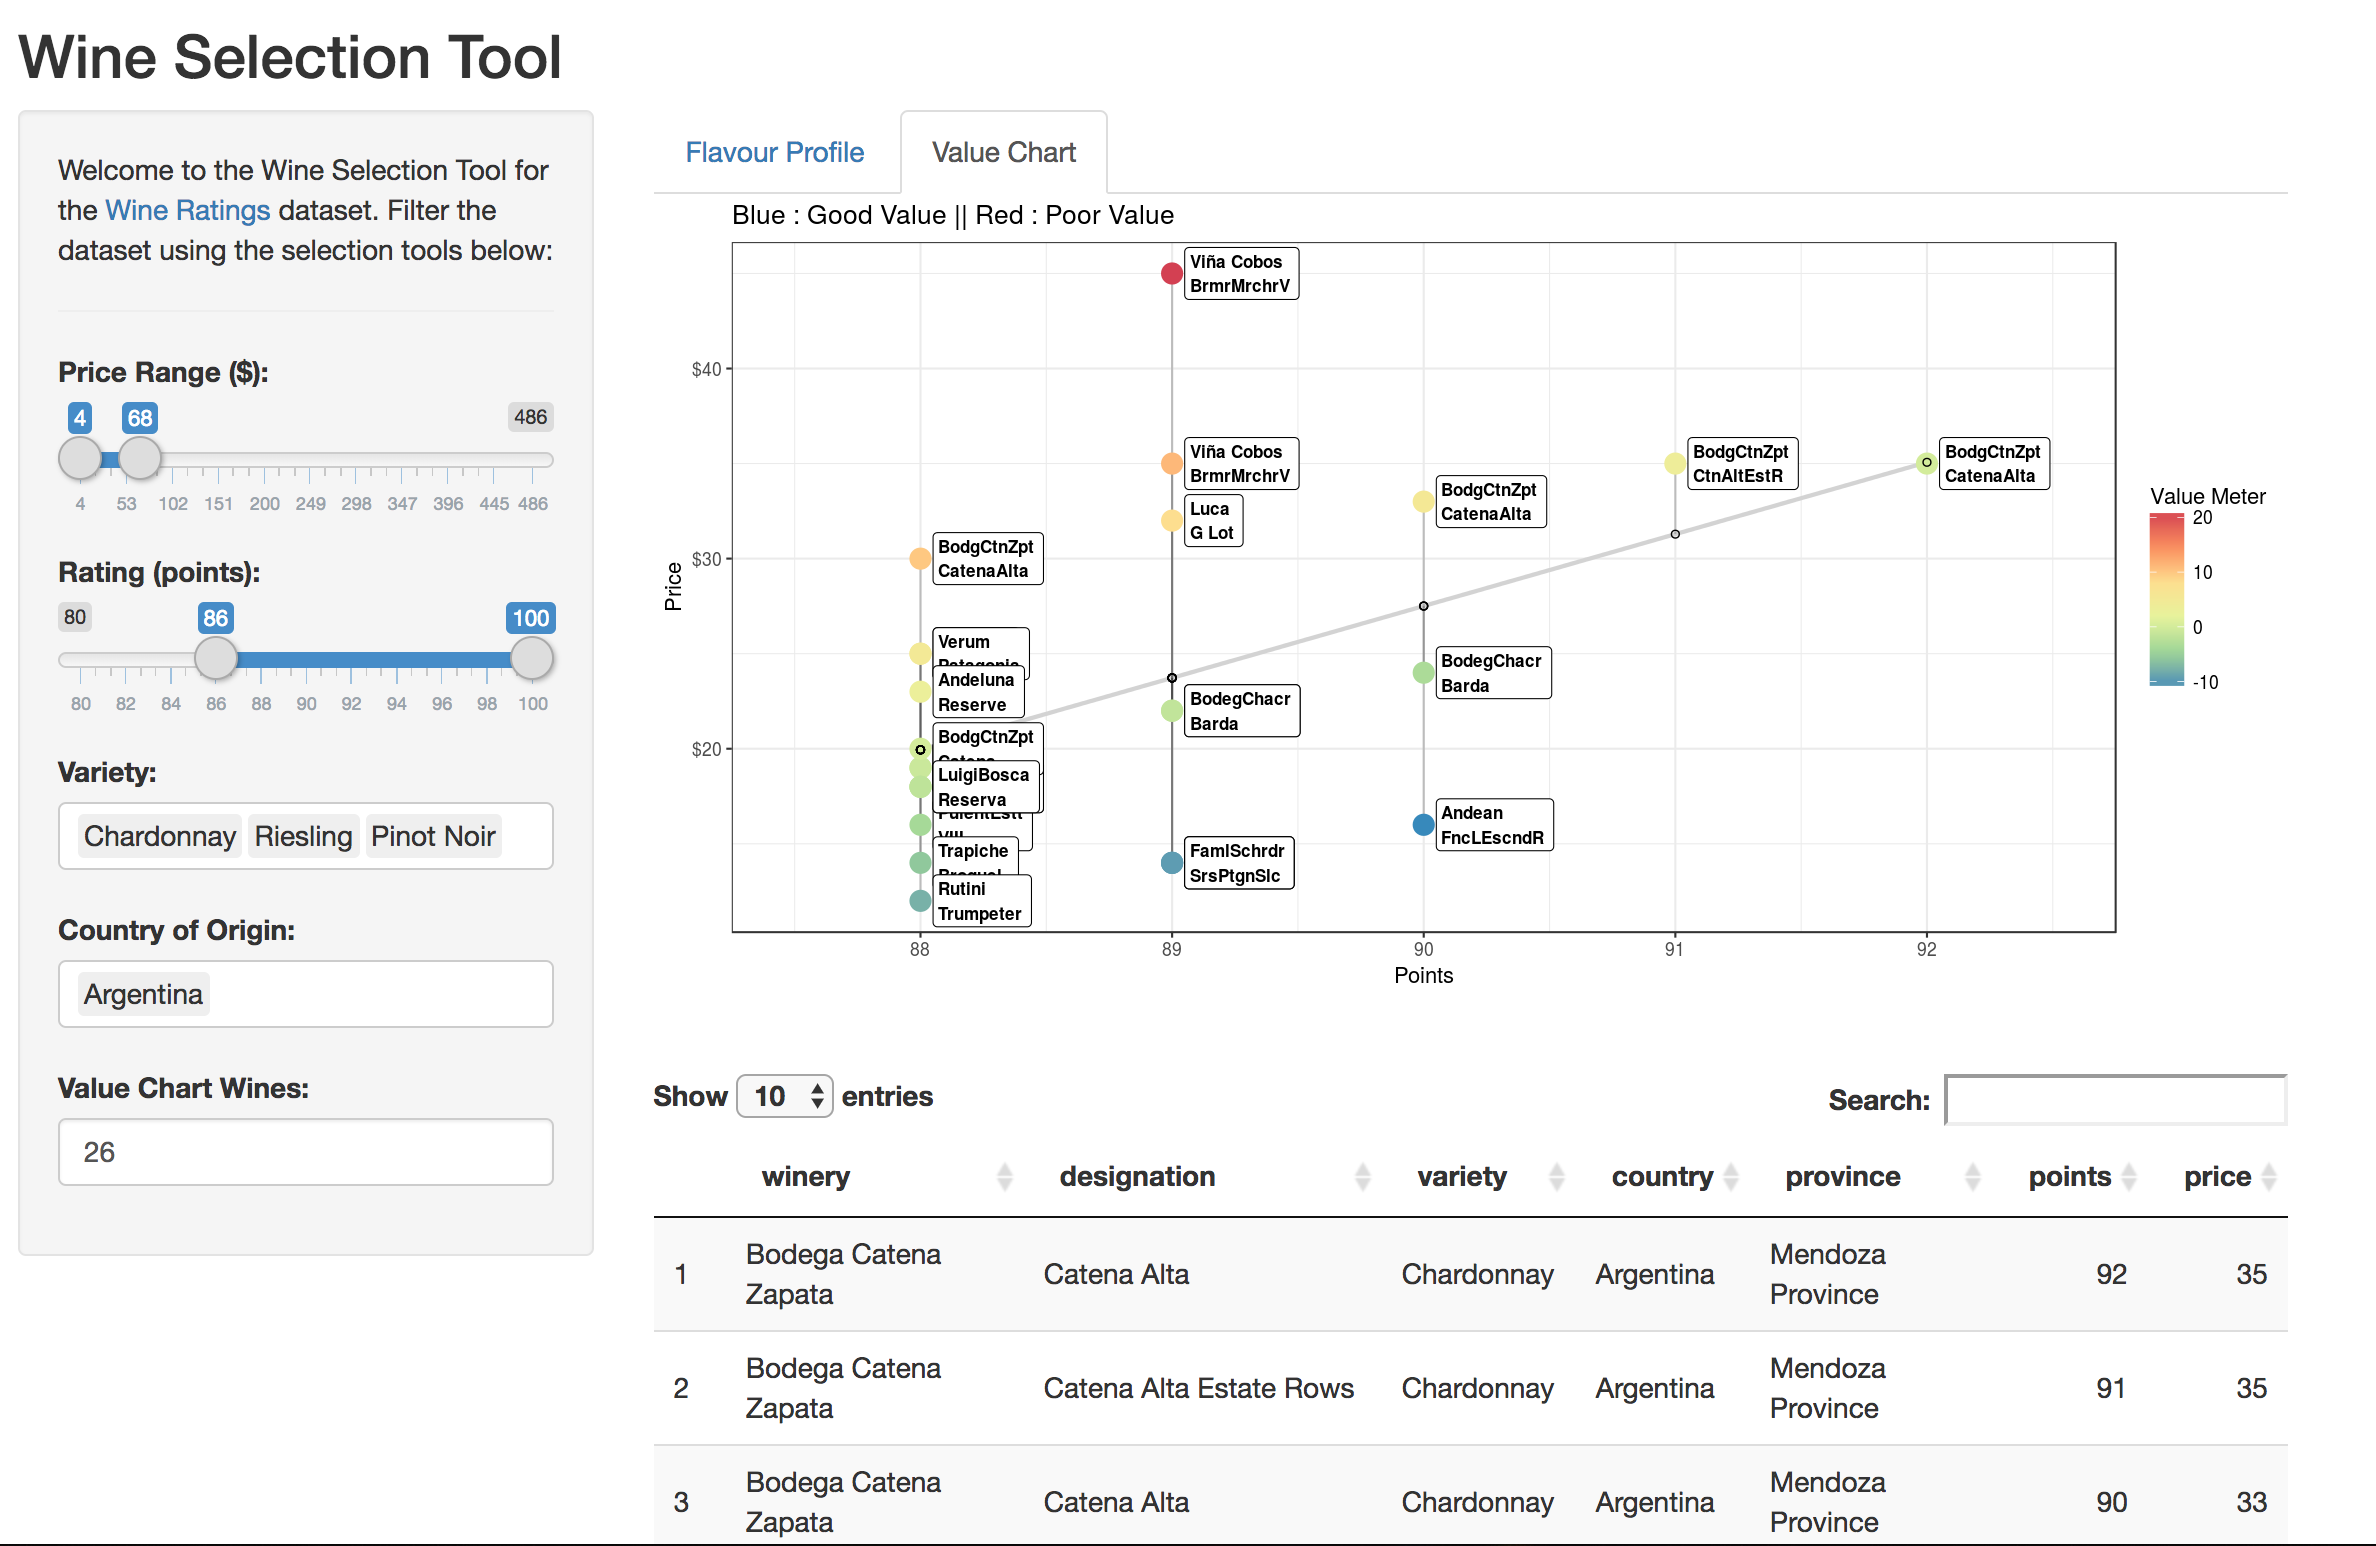 Wine Selection Tool
Welcome to the Wine Selection Tool for
the Wine Ratings dataset. Filter the
dataset using the selection tools below:
Price Range ($):
4 68 486
4 53 102 151 200 249 298 347 396 445 486
Rating (points):
80 86 100
80 82 84 86 88 90 92 94 96 98 100
Variety:
Chardonnay Riesling Pinot Noir
Country of Origin:
Argentina
Value Chart Wines:
26
Flavour Profile Value Chart
Blue : Good Value || Red : Poor Value
Price
$40
$30
$20
Viña Cobos
BrmrMrchrV
Viña Cobos
BrmrMrchrV
Luca
G Lot
BodgCtnZpt
CatenaAlta
BodgCtnZpt
CtnAltEstR
BodgCtnZpt
CatenaAlta
BodgCtnZpt
CatenaAlta
Verum
Andeluna
Reserve
BodgCtnZpt
LuigiBosca
Reserva
Trapiche
Rutini
Trumpeter
BodegChacr
Barda
FamlSchrdr
SrsPtgnSlc
BodegChacr
Barda
Andean
FncLEscndR
88 89 90 91 92
Points
Value Meter
20
10
0
-10
Show 10 entries
Search:
winery designation variety country province points price
1 Bodega Catena Zapata Catena Alta Chardonnay Argentina Mendoza Province 92 35
2 Bodega Catena Zapata Catena Alta Estate Rows Chardonnay Argentina Mendoza Province 91 35
3 Bodega Catena Zapata Catena Alta Chardonnay Argentina Mendoza Province 90 33